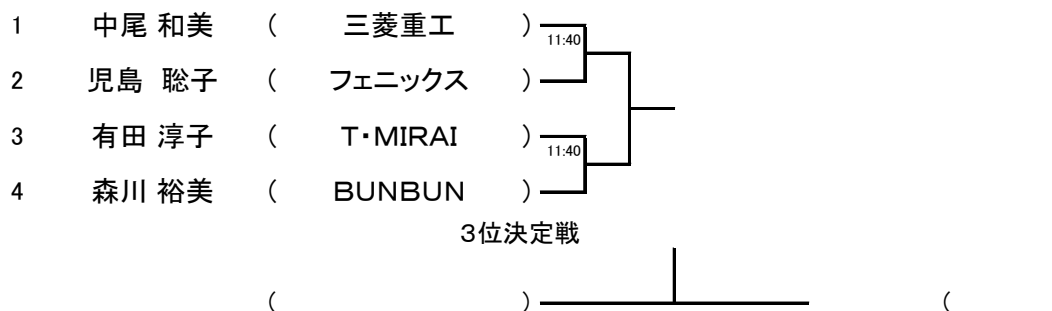 1 中尾 和美 ( 三菱重工 ) 11:40
2 児島 聡子 ( フェニックス )
3 有田 淳子 ( T・MIRAI ) 11:40
4 森川 裕美 ( BUNBUN )
3位決定戦
( ) (